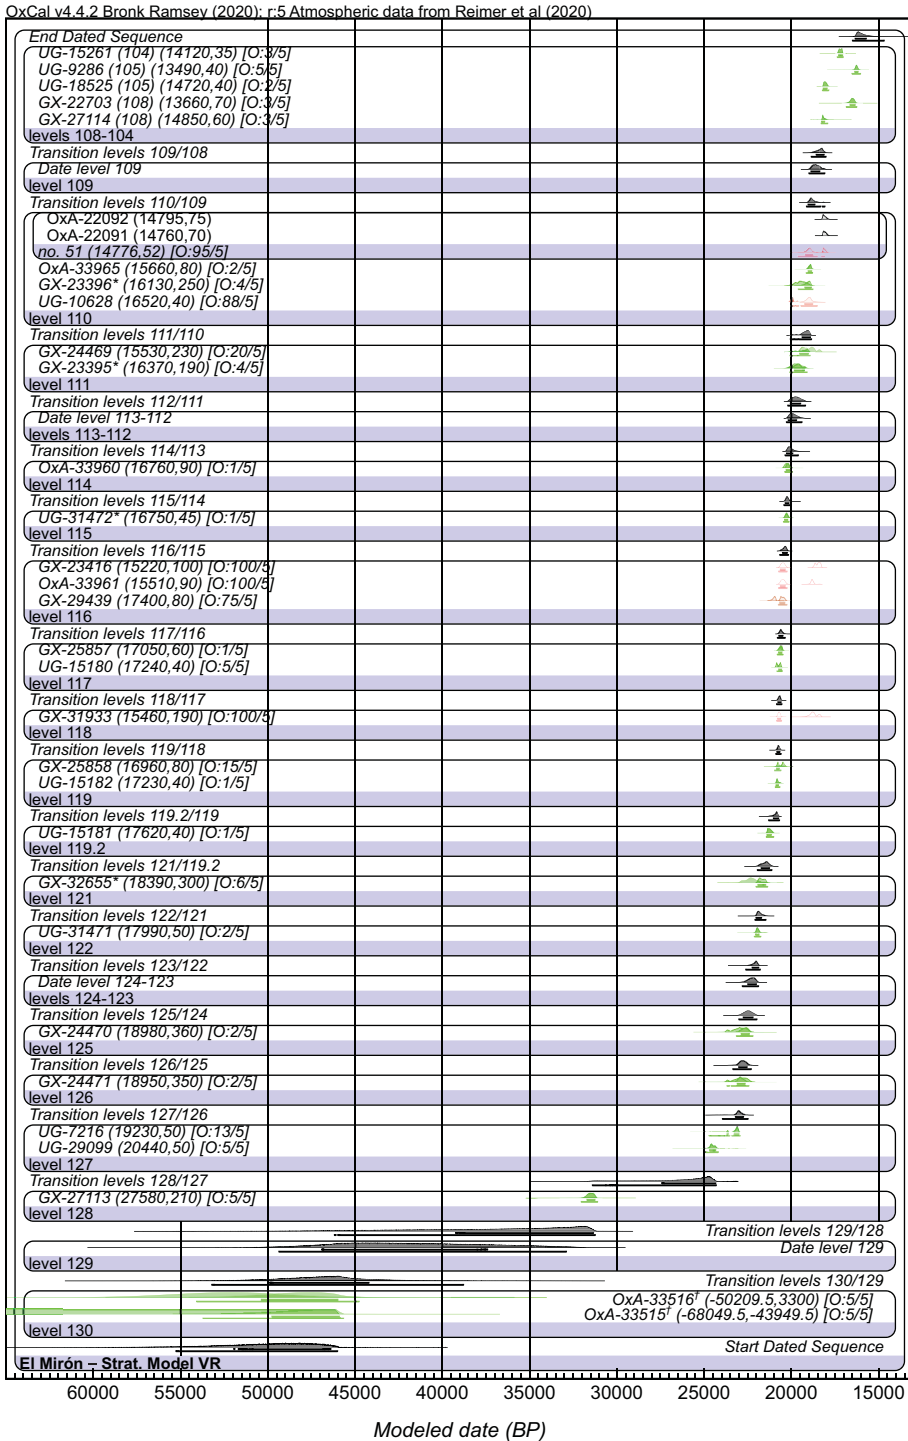 OxCal v4.4.2 Bronk Ramsey (2020); r:5 Atmospheric data from Reimer et al (2020)
End Dated Sequence
UG-15261 (104) (14120,35) [O:3/5]
UG-9286 (105) (13490,40) [O:5/5]
UG-18525 (105) (14720,40) [O:2/5]
GX-22703 (108) (13660,70) [O:3/5]
GX-27114 (108) (14850,60) [O:3/5]
levels 108-104
Transition levels 109/108
Date level 109
level 109
Transition levels 110/109
OxA-22092 (14795,75)
OxA-22091 (14760,70)
no. 51 (14776,52) [O:95/5]
OxA-33965 (15660,80) [O:2/5]
GX-23396* (16130,250) [O:4/5]
UG-10628 (16520,40) [O:88/5]
level 110
Transition levels 111/110
GX-24469 (15530,230) [O:20/5]
GX-23395* (16370,190) [O:4/5]
level 111
Transition levels 112/111
Date level 113-112
levels 113-112
Transition levels 114/113
OxA-33960 (16760,90) [O:1/5]
level 114
Transition levels 115/114
UG-31472* (16750,45) [O:1/5]
level 115
Transition levels 116/115
GX-23416 (15220,100) [O:100/5]
OxA-33961 (15510,90) [O:100/5]
GX-29439 (17400,80) [O:75/5]
level 116
Transition levels 117/116
GX-25857 (17050,60) [O:1/5]
UG-15180 (17240,40) [O:5/5]
level 117
Transition levels 118/117
GX-31933 (15460,190) [O:100/5]
level 118
Transition levels 119/118
GX-25858 (16960,80) [O:15/5]
UG-15182 (17230,40) [O:1/5]
level 119
Transition levels 119.2/119
UG-15181 (17620,40) [O:1/5]
level 119.2
Transition levels 121/119.2
GX-32655* (18390,300) [O:6/5]
level 121
Transition levels 122/121
UG-31471 (17990,50) [O:2/5]
level 122
Transition levels 123/122
Date level 124-123
levels 124-123
Transition levels 125/124
GX-24470 (18980,360) [O:2/5]
level 125
Transition levels 126/125
GX-24471 (18950,350) [O:2/5]
level 126
Transition levels 127/126
UG-7216 (19230,50) [O:13/5]
UG-29099 (20440,50) [O:5/5]
level 127
Transition levels 128/127
GX-27113 (27580,210) [O:5/5]
level 128
Transition levels 129/128
Date level 129
level 129
Transition levels 130/129
OxA-33516† (-50209.5,3300) [O:5/5]
OxA-33515† (-68049.5,-43949.5) [O:5/5]
level 130
Start Dated Sequence
El Mirón – Strat. Model VR
60000 55000 50000 45000 40000 35000 30000 25000 20000 15000
Modeled date (BP)